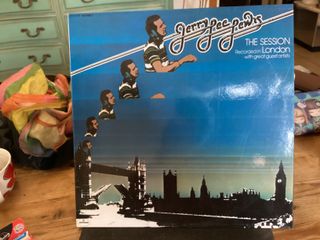 Jerry Lee Lewis
THE SESSION
Recorded in London
with great guest artists